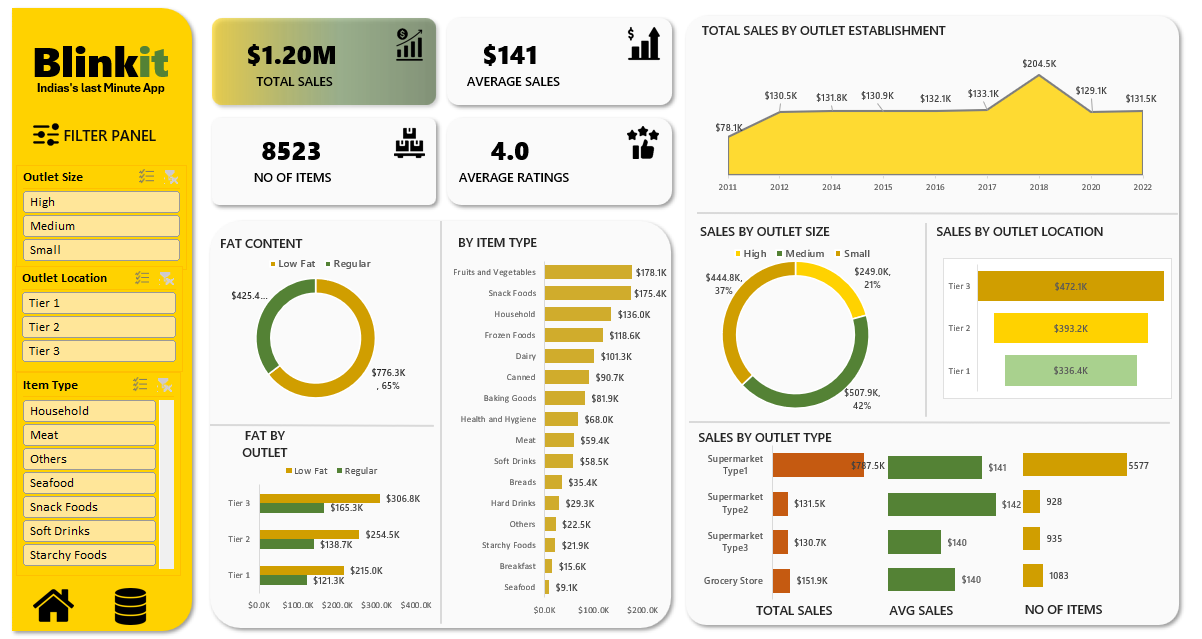 Blinkit
Indias's last Minute App
FILTER PANEL
Outlet Size
High
Medium
Small
Outlet Location
Tier 1
Tier 2
Tier 3
Item Type
Household
Meat
Others
Seafood
Snack Foods
Soft Drinks
Starchy Foods
$1.20M
TOTAL SALES
$141
AVERAGE SALES
8523
NO OF ITEMS
4.0
AVERAGE RATINGS
FAT CONTENT
Low Fat Regular
$425.4...
$776.3K
, 65%
FAT BY
OUTLET
Low Fat Regular
Tier 3 $306.8K
$165.3K
Tier 2 $254.5K
$138.7K
Tier 1 $215.0K
$121.3K
$0.0K $100.0K $200.0K $300.0K $400.0K
BY ITEM TYPE
Fruits and Vegetables $178.1K
Snack Foods $175.4K
Household $136.0K
Frozen Foods $118.6K
Dairy $101.3K
Canned $90.7K
Baking Goods $81.9K
Health and Hygiene $68.0K
Meat $59.4K
Soft Drinks $58.5K
Breads $35.4K
Hard Drinks $29.3K
Others $22.5K
Starchy Foods $21.9K
Breakfast $15.6K
Seafood $9.1K
$0.0K $100.0K $200.0K
TOTAL SALES BY OUTLET ESTABLISHMENT
$78.1K $130.5K $131.8K $130.9K $132.1K $133.1K $204.5K $129.1K $131.5K
2011 2012 2014 2015 2016 2017 2018 2020 2022
SALES BY OUTLET SIZE
High Medium Small
$444.8K,
37%
$249.0K,
21%
$507.9K,
42%
SALES BY OUTLET LOCATION
Tier 3 $472.1K
Tier 2 $393.2K
Tier 1 $336.4K
SALES BY OUTLET TYPE
Supermarket
Type1 $787.5K $141 5577
Supermarket
Type2 $131.5K $142 928
Supermarket
Type3 $130.7K $140 935
Grocery Store $151.9K $140 1083
TOTAL SALES AVG SALES NO OF ITEMS